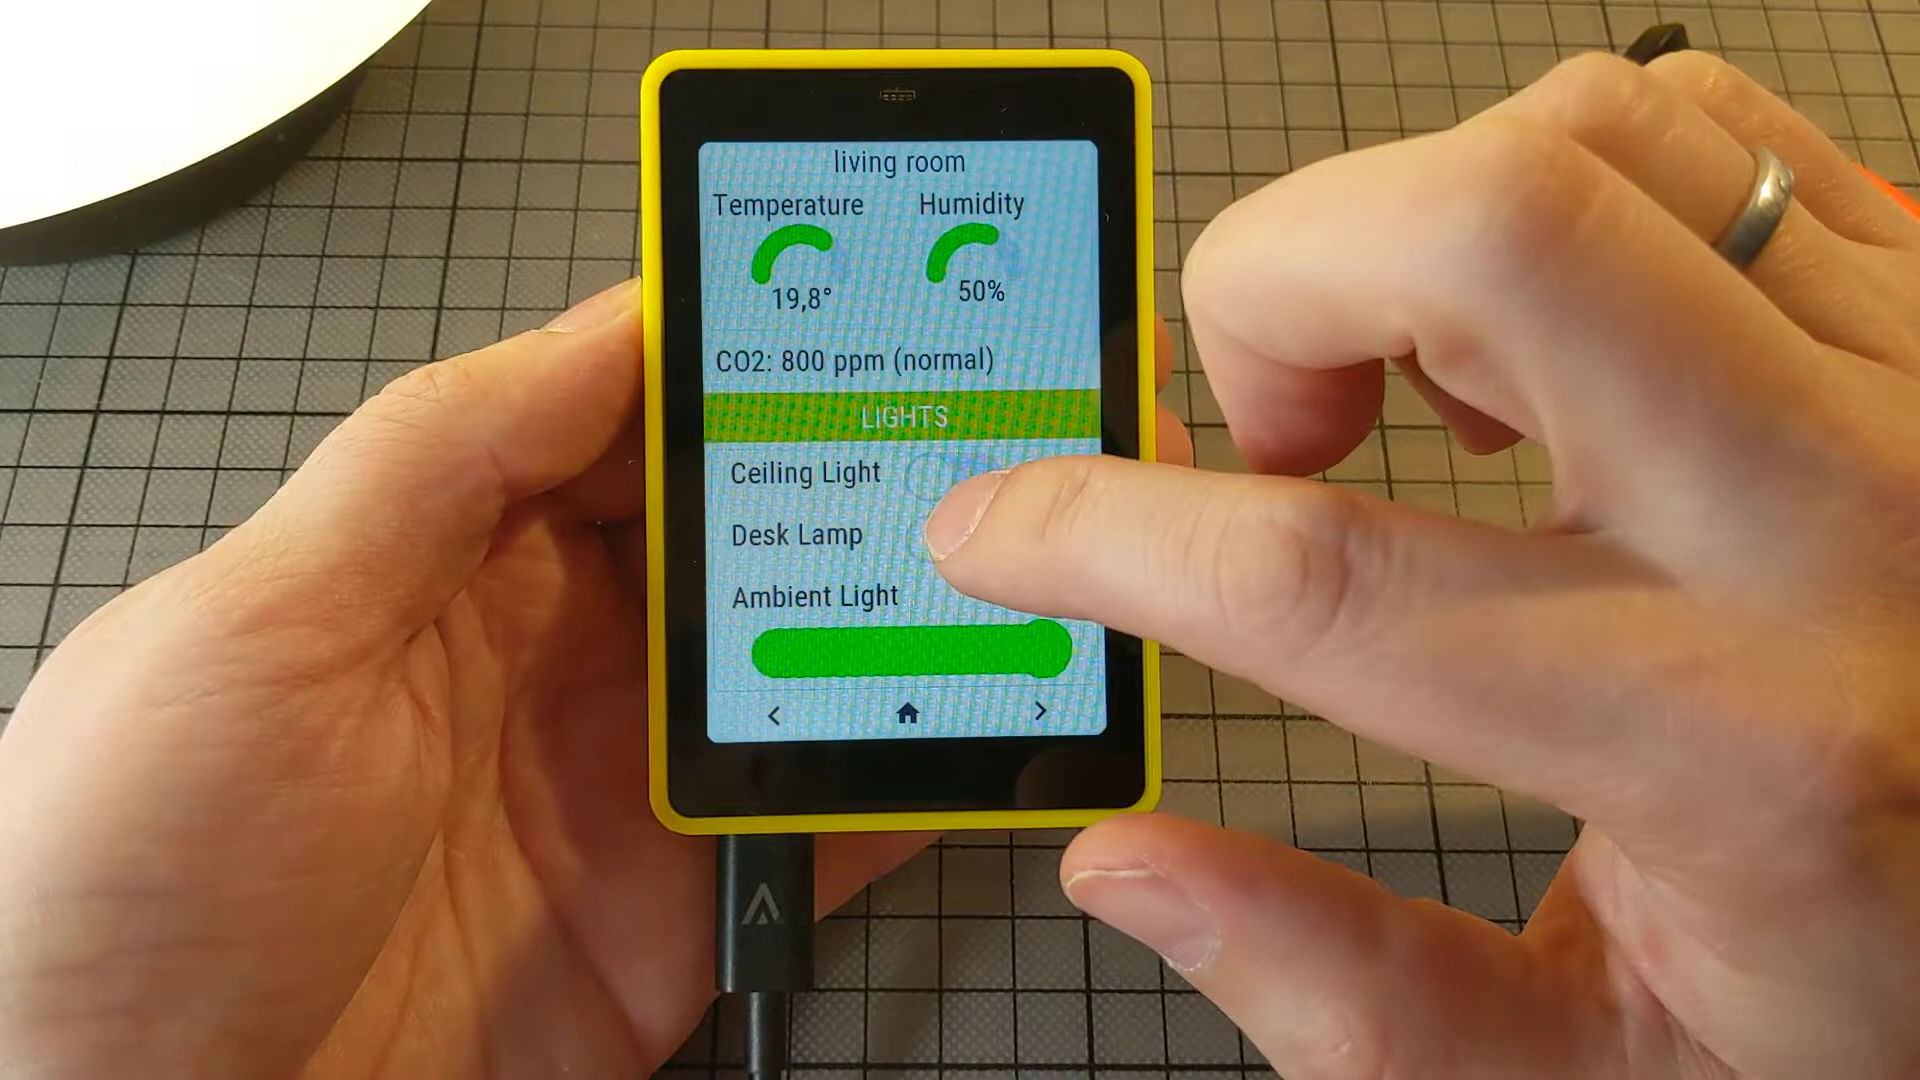 living room
Temperature Humidity
19,8° 50%
CO2: 800 ppm (normal)
LIGHTS
Ceiling Light
Desk Lamp
Ambient Light